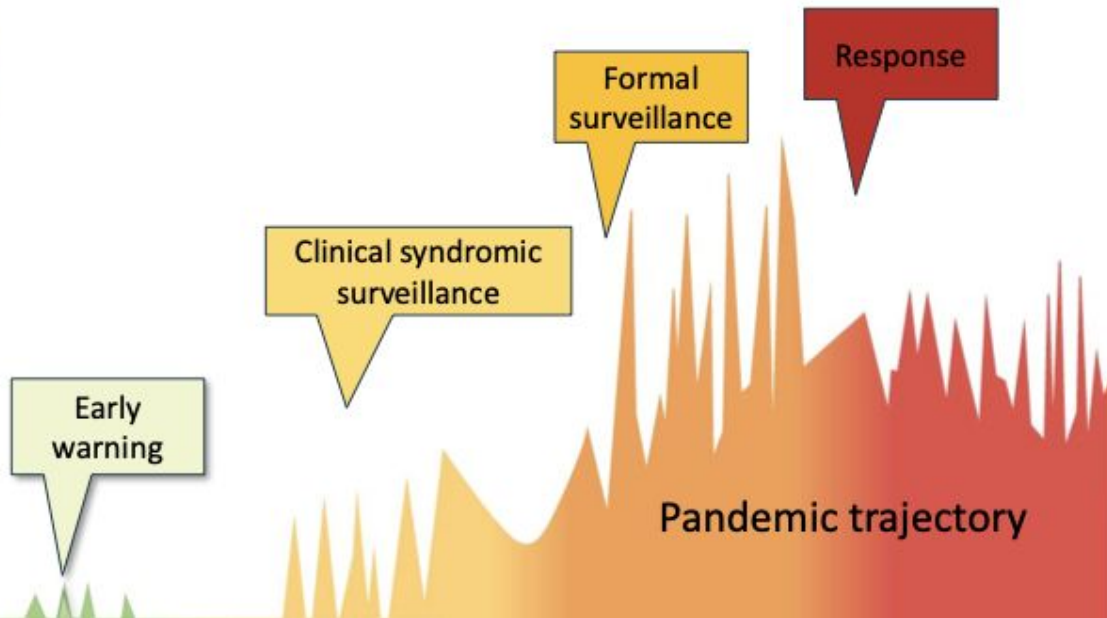 Early
warning
Clinical syndromic
surveillance
Formal
surveillance
Response
Pandemic trajectory